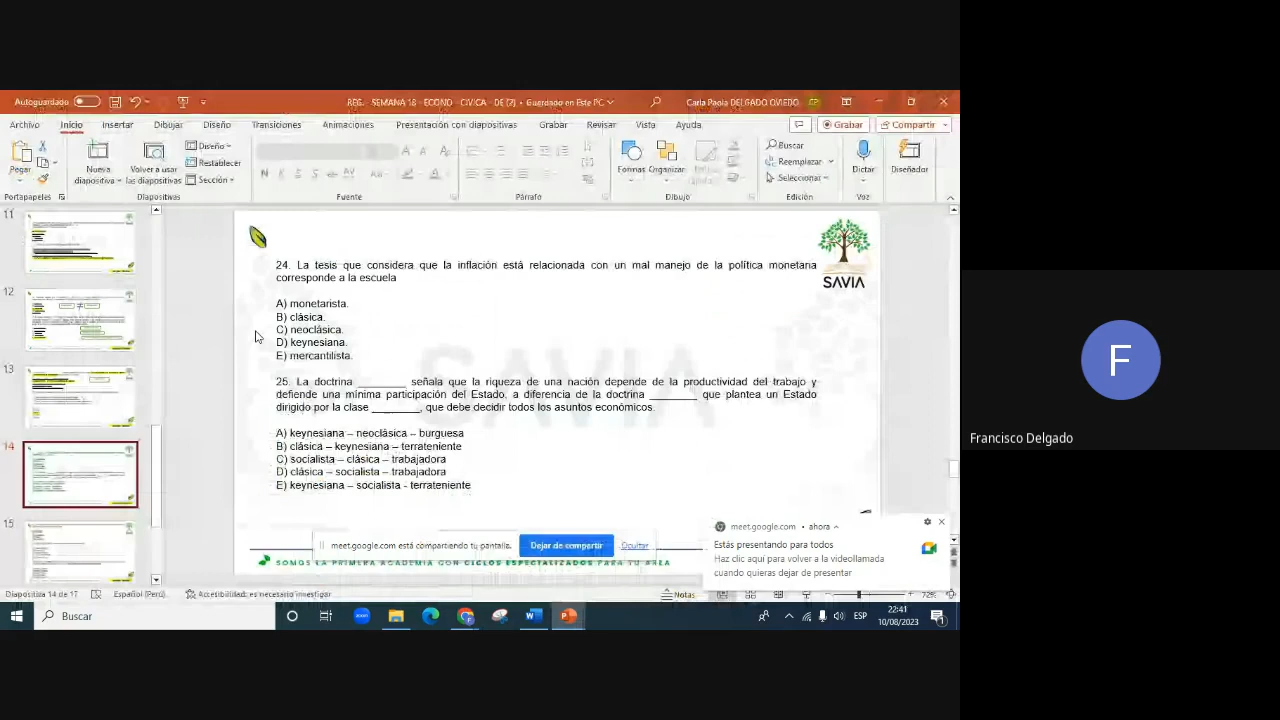 Autoguardado
REG. - SEMANA 18 - ECONO - CIVICA - DE (2) • Guardado en Este PC
Carla Paola DELGADO OVIEDO
Archivo Inicio Insertar Dibujar Diseño Transiciones Animaciones Presentación con diapositivas Grabar Revisar Vista Ayuda
Grabar
Compartir
Pegar
Nueva diapositiva
Volver a usar las diapositivas
Diseño
Restablecer
Sección
Formas
Organizar
Buscar
Reemplazar
Seleccionar
Dictar
Diseñador
Portapapeles
Diapositivas
Fuente
Párrafo
Dibujo
Edición
Voz
11
12
13
14
15
SAVIA
24. La tesis que considera que la inflación está relacionada con un mal manejo de la política monetaria
corresponde a la escuela
A) monetarista.
B) clásica.
C) neoclásica.
D) keynesiana.
E) mercantilista.
25. La doctrina ________ señala que la riqueza de una nación depende de la productividad del trabajo y
defiende una mínima participación del Estado, a diferencia de la doctrina ________ que plantea un Estado
dirigido por la clase ________, que debe decidir todos los asuntos económicos.
A) keynesiana – neoclásica – burguesa
B) clásica – keynesiana – terrateniente
C) socialista – clásica – trabajadora
D) clásica – socialista – trabajadora
E) keynesiana – socialista - terrateniente
SAVIA
meet.google.com está compartiendo tu pantalla.
Dejar de compartir
Ocultar
SOMOS LA PRIMERA ACADEMIA CON CICLOS ESPECIALIZADOS PARA TU ÁREA
meet.google.com • ahora
Estás presentando para todos
Haz clic aquí para volver a la videollamada
cuando quieras dejar de presentar
Diapositiva 14 de 17
Español (Perú)
Accesibilidad: es necesario investigar
Notas
72%
Buscar
ESP
22:41
10/08/2023
F
Francisco Delgado